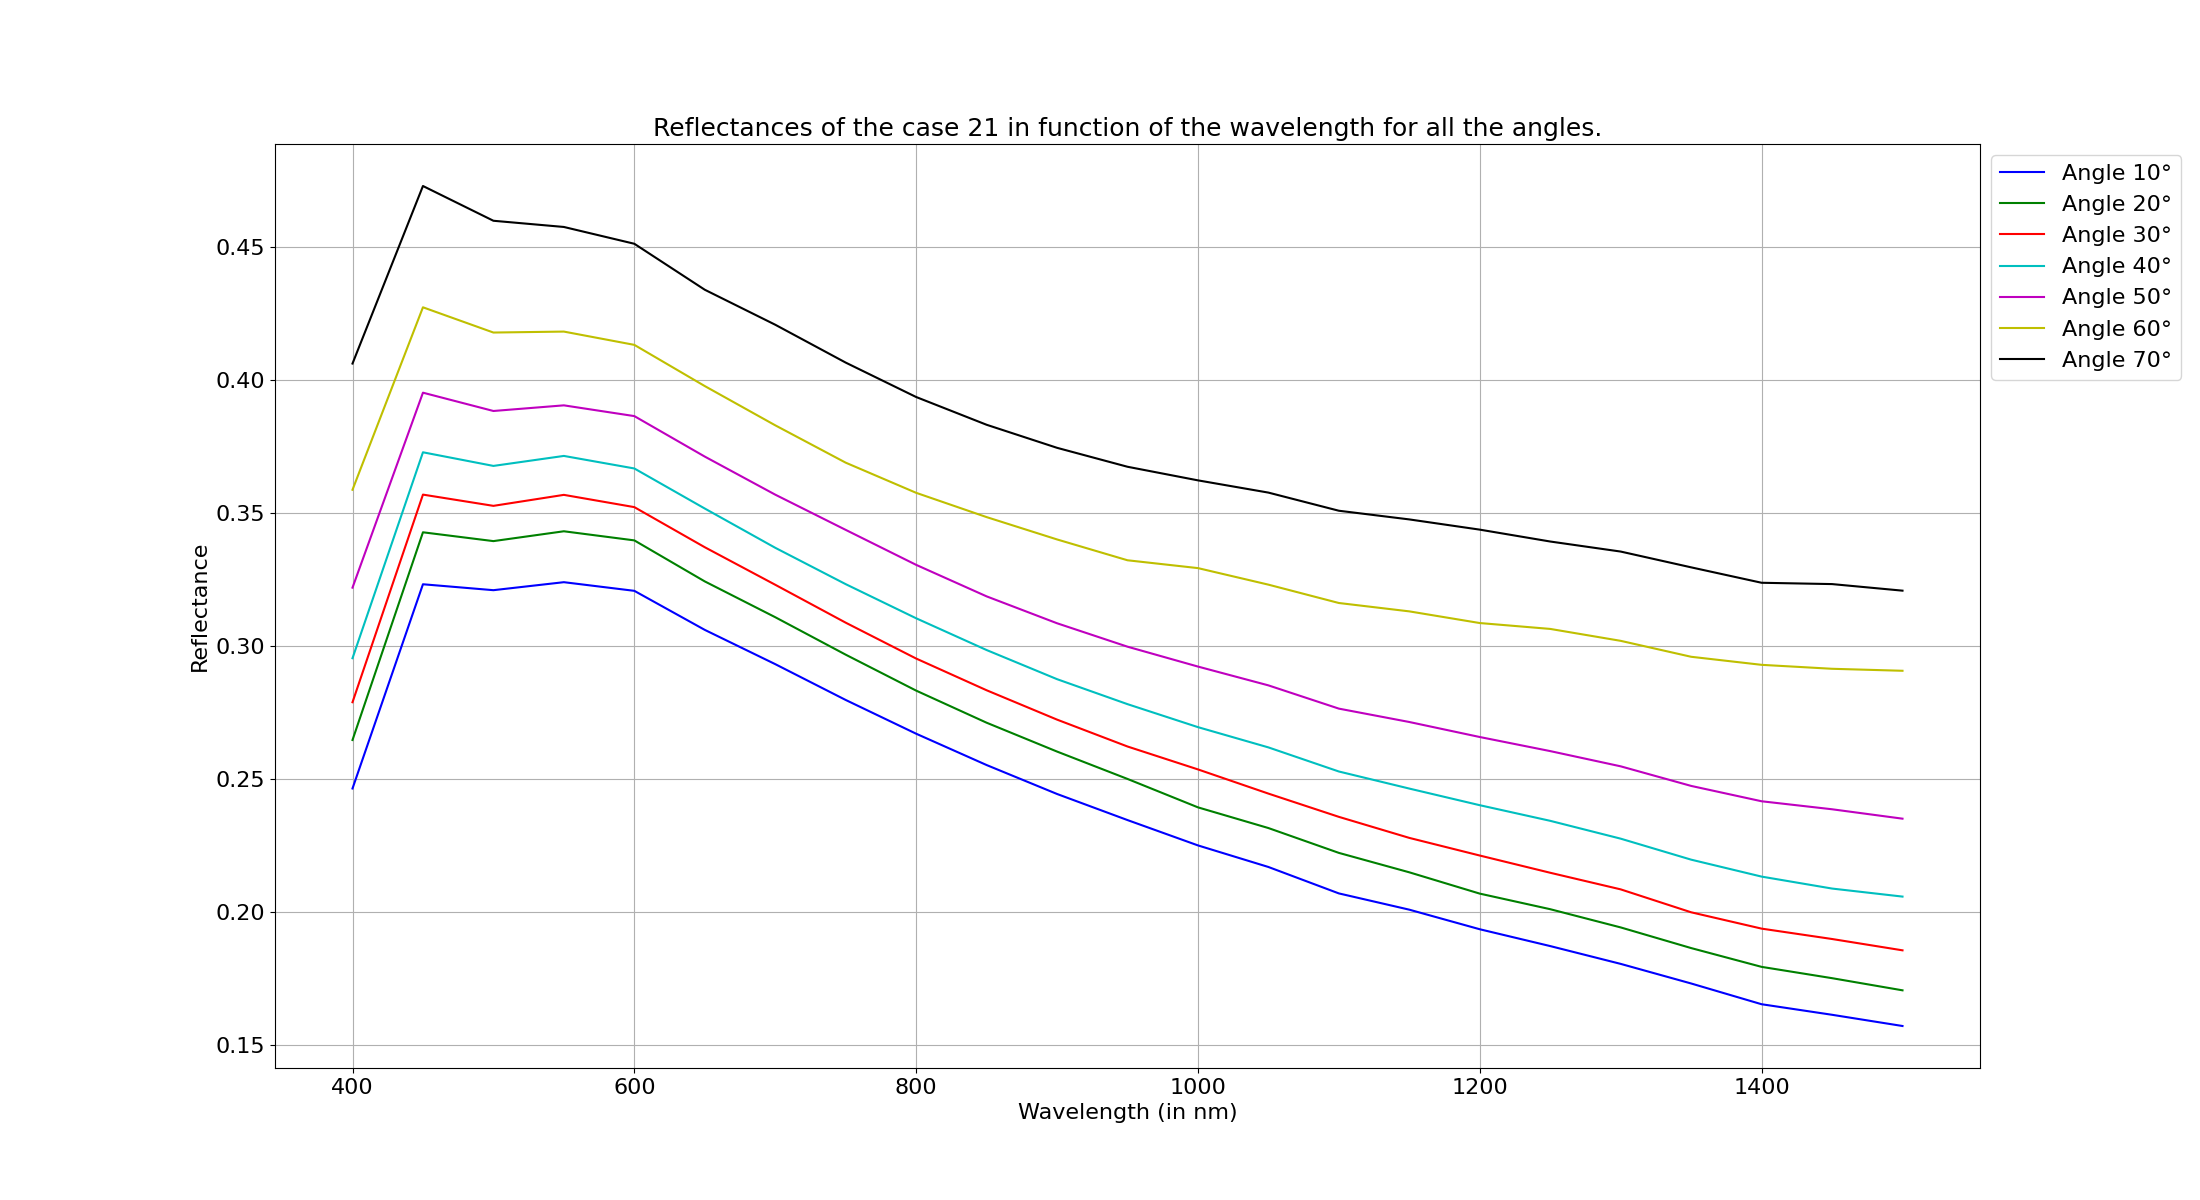 Reflectances of the case 21 in function of the wavelength for all the angles.
Angle 10°
Angle 20°
Angle 30°
Angle 40°
Angle 50°
Angle 60°
Angle 70°
Reflectance
0.45
0.40
0.35
0.30
0.25
0.20
0.15
400 600 800 1000 1200 1400
Wavelength (in nm)